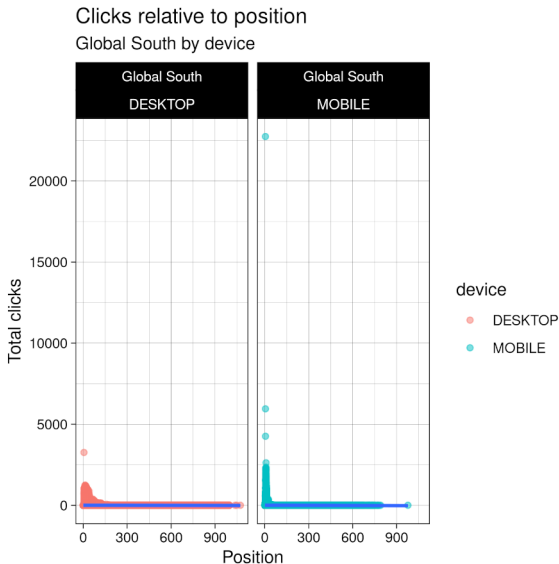 Clicks relative to position
Global South by device
Global South
Global South
DESKTOP
MOBILE
20000
15000
10000
5000
0
Total clicks
0
300
600
900
0
300
600
900
Position
device
DESKTOP
MOBILE